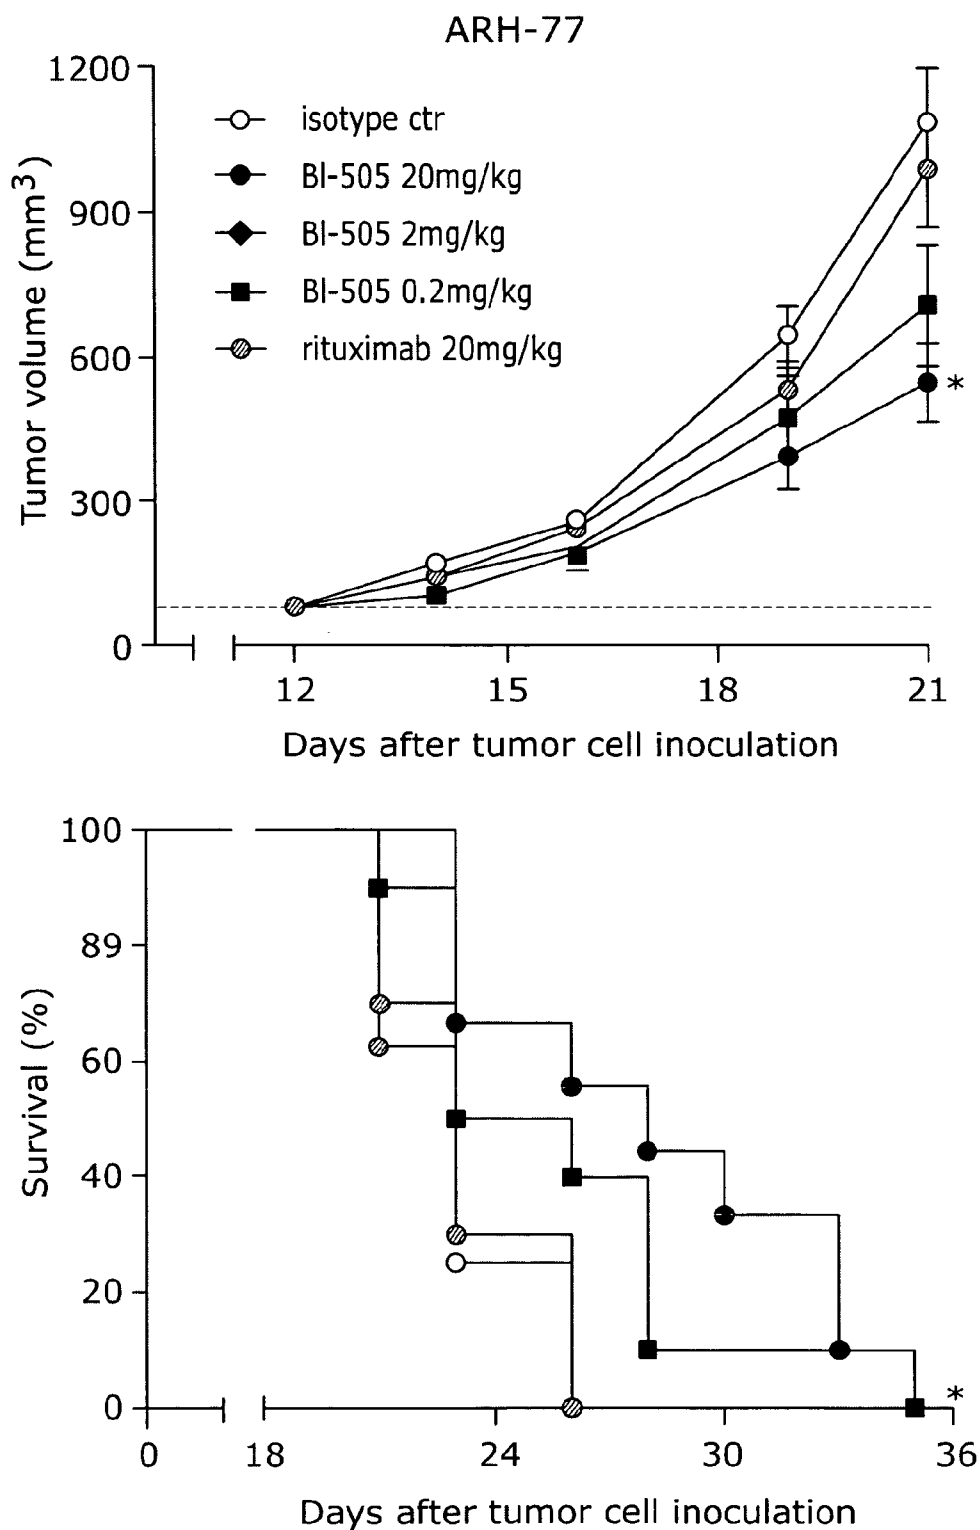 ARH-77
1200
900
600
300
0
Tumor volume (mm³)
isotype ctr
BI-505 20mg/kg
BI-505 2mg/kg
BI-505 0.2mg/kg
rituximab 20mg/kg
*
12 15 18 21
Days after tumor cell inoculation
100
89
60
40
20
0
Survival (%)
*
0 18 24 30 36
Days after tumor cell inoculation